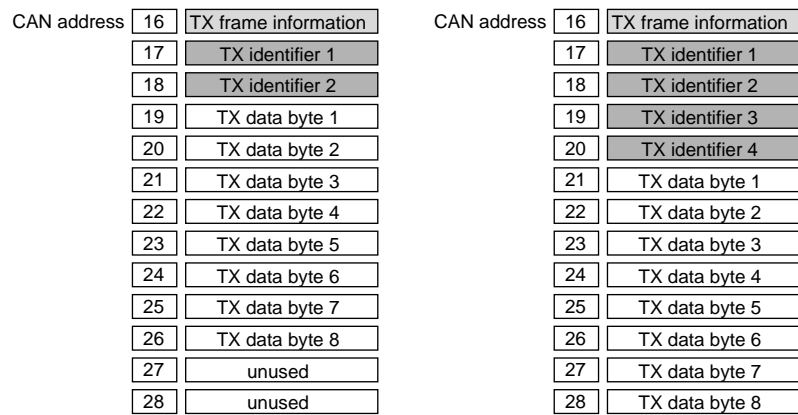 CAN address 16 TX frame information
17 TX identifier 1
18 TX identifier 2
19 TX data byte 1
20 TX data byte 2
21 TX data byte 3
22 TX data byte 4
23 TX data byte 5
24 TX data byte 6
25 TX data byte 7
26 TX data byte 8
27 unused
28 unused
CAN address 16 TX frame information
17 TX identifier 1
18 TX identifier 2
19 TX identifier 3
20 TX identifier 4
21 TX data byte 1
22 TX data byte 2
23 TX data byte 3
24 TX data byte 4
25 TX data byte 5
26 TX data byte 6
27 TX data byte 7
28 TX data byte 8